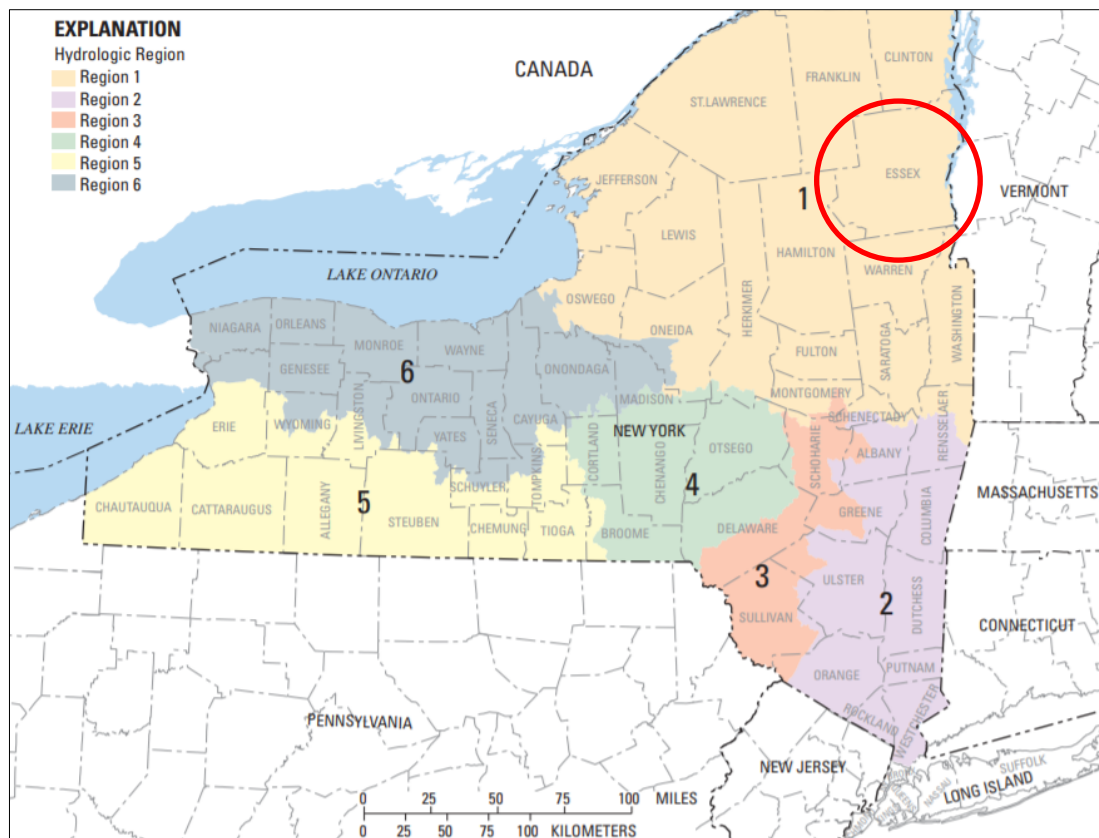 EXPLANATION
Hydrologic Region
Region 1
Region 2
Region 3
Region 4
Region 5
Region 6
CANADA
CLINTON
FRANKLIN
ST.LAWRENCE
ESSEX
JEFFERSON
VERMONT
1
LEWIS
HAMILTON
WARREN
LAKE ONTARIO
OSWEGO
HERKIMER
WASHINGTON
NIAGARA
ORLEANS
ONEIDA
MONROE
WAYNE
FULTON
SARATOGA
GENESEE
6
ONONDAGA
MONTGOMERY
ONTARIO
MADISON
LIVINGSTON
SENECA
CAYUGA
SCHENECTADY
RENSSELAER
LAKE ERIE
ERIE
WYOMING
YATES
CORTLAND
NEW YORK
OTSEGO
SCHOHARIE
ALBANY
TOMPKINS
CHENANGO
SCHUYLER
4
MASSACHUSETTS
CHAUTAUQUA
CATTARAUGUS
ALLEGANY
5
STEUBEN
CHEMUNG
TIOGA
BROOME
DELAWARE
GREENE
COLUMBIA
3
ULSTER
2
DUTCHESS
SULLIVAN
CONNECTICUT
ORANGE
PUTNAM
PENNSYLVANIA
ROCKLAND
WESTCHESTER
NEW JERSEY
SUFFOLK
NASSAU
LONG ISLAND
0 25 50 75 100 MILES
0 25 50 75 100 KILOMETERS